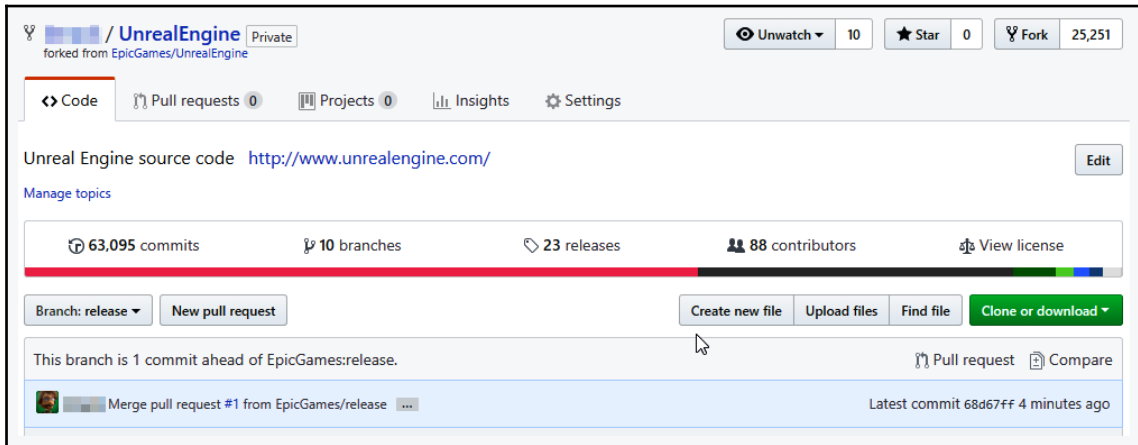 / UnrealEngine Private Unwatch 10 Star 0 Fork 25,251
forked from EpicGames/UnrealEngine
Code Pull requests 0 Projects 0 Insights Settings
Unreal Engine source code http://www.unrealengine.com/ Edit
Manage topics
63,095 commits 10 branches 23 releases 88 contributors View license
Branch: release New pull request Create new file Upload files Find file Clone or download
This branch is 1 commit ahead of EpicGames:release. Pull request Compare
Merge pull request #1 from EpicGames/release ... Latest commit 68d67ff 4 minutes ago